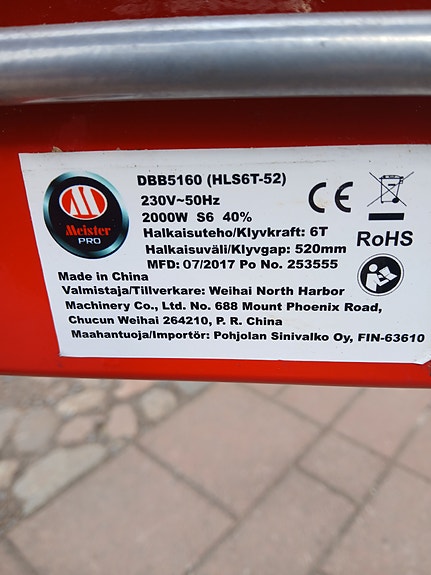 Meister
PRO
DBB5160 (HLS6T-52)
230V~50Hz
2000W S6 40%
Halkaisuteho/Klyvkraft: 6T
Halkaisuväli/Klyvgap: 520mm
MFD: 07/2017 Po No. 253555
CE
RoHS
Made in China
Valmistaja/Tillverkare: Weihai North Harbor
Machinery Co., Ltd. No. 688 Mount Phoenix Road,
Chucun Weihai 264210, P. R. China
Maahantuoja/Importör: Pohjolan Sinivalko Oy, FIN-63610